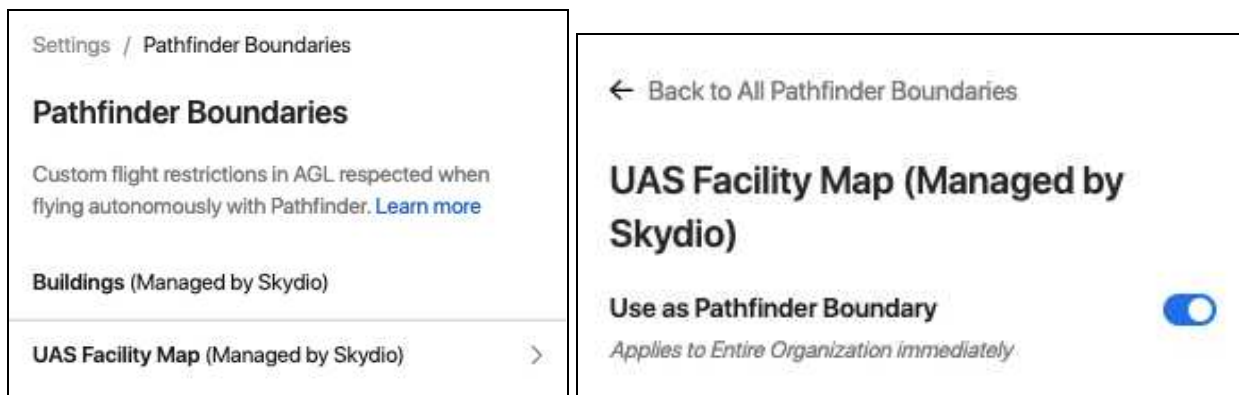 Settings / Pathfinder Boundaries
Pathfinder Boundaries
Custom flight restrictions in AGL respected when
flying autonomously with Pathfinder. Learn more
Buildings (Managed by Skydio)
UAS Facility Map (Managed by Skydio)
← Back to All Pathfinder Boundaries
UAS Facility Map (Managed by
Skydio)
Use as Pathfinder Boundary
Applies to Entire Organization immediately